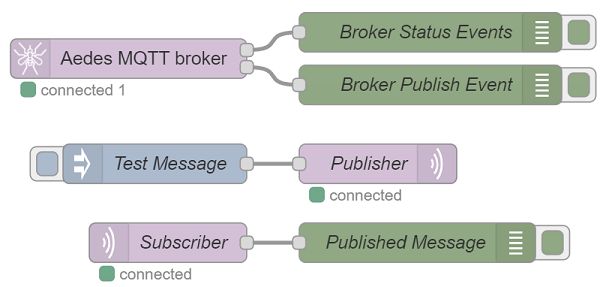 Aedes MQTT broker
connected 1
Broker Status Events
Broker Publish Event
Test Message
Publisher
connected
Subscriber
connected
Published Message